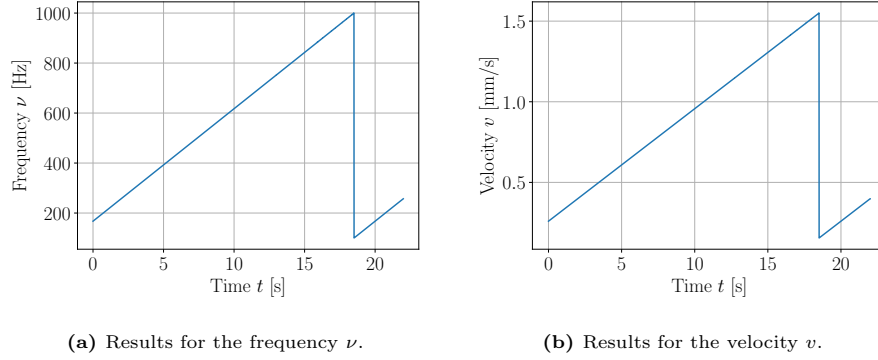 1000
800
600
400
200
Frequency ν [Hz]
0 5 10 15 20
Time t [s]
(a) Results for the frequency ν.
1.5
1.0
0.5
Velocity v [mm/s]
0 5 10 15 20
Time t [s]
(b) Results for the velocity v.